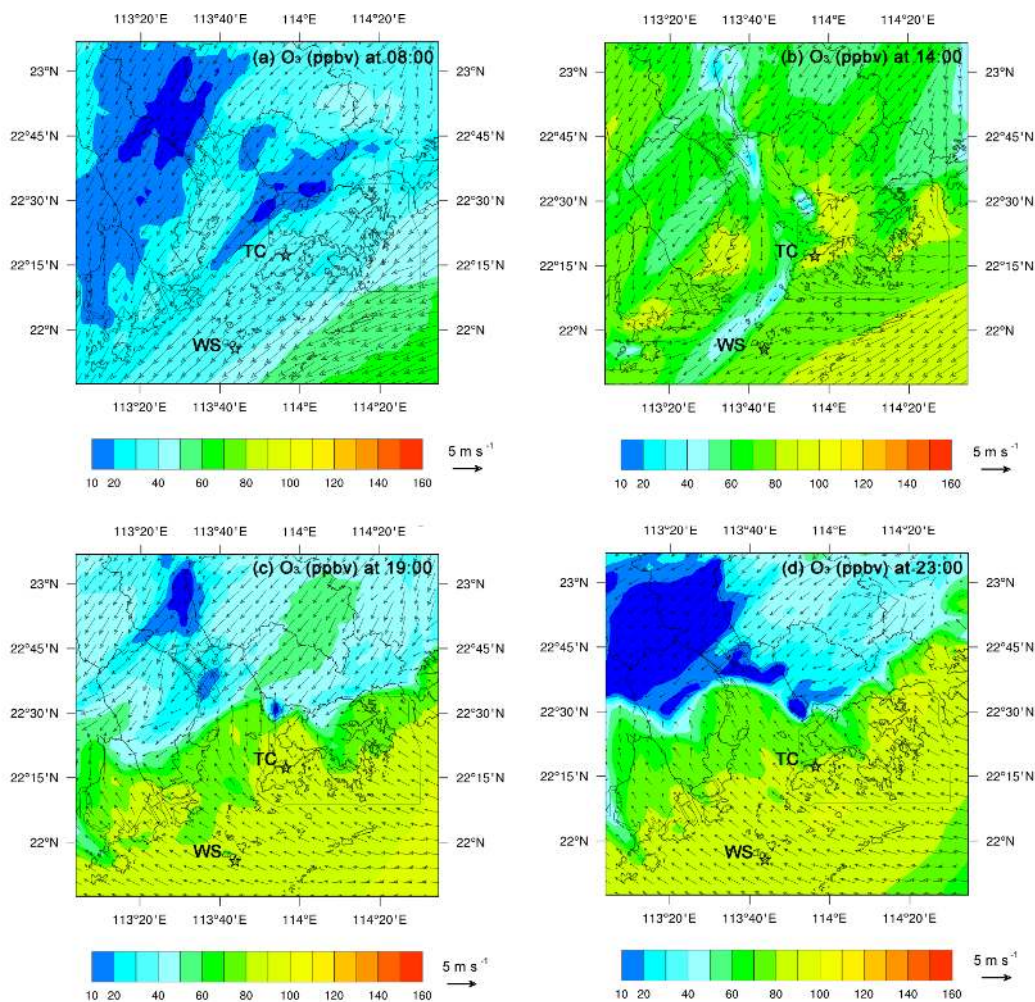 113°20'E 113°40'E 114°E 114°20'E
(a) O₃ (ppbv) at 08:00
23°N 23°N
22°45'N 22°45'N
22°30'N 22°30'N
TC
22°15'N 22°15'N
22°N 22°N
WS
113°20'E 113°40'E 114°E 114°20'E
5 m s⁻¹
10 20 40 60 80 100 120 140 160
113°20'E 113°40'E 114°E 114°20'E
(b) O₃ (ppbv) at 14:00
23°N 23°N
22°45'N 22°45'N
22°30'N 22°30'N
TC
22°15'N 22°15'N
22°N 22°N
WS
113°20'E 113°40'E 114°E 114°20'E
5 m s⁻¹
10 20 40 60 80 100 120 140 160
113°20'E 113°40'E 114°E 114°20'E
(c) O₃ (ppbv) at 19:00
23°N 23°N
22°45'N 22°45'N
22°30'N 22°30'N
TC
22°15'N 22°15'N
22°N 22°N
WS
113°20'E 113°40'E 114°E 114°20'E
5 m s⁻¹
10 20 40 60 80 100 120 140 160
113°20'E 113°40'E 114°E 114°20'E
(d) O₃ (ppbv) at 23:00
23°N 23°N
22°45'N 22°45'N
22°30'N 22°30'N
TC
22°15'N 22°15'N
22°N 22°N
WS
113°20'E 113°40'E 114°E 114°20'E
5 m s⁻¹
10 20 40 60 80 100 120 140 160